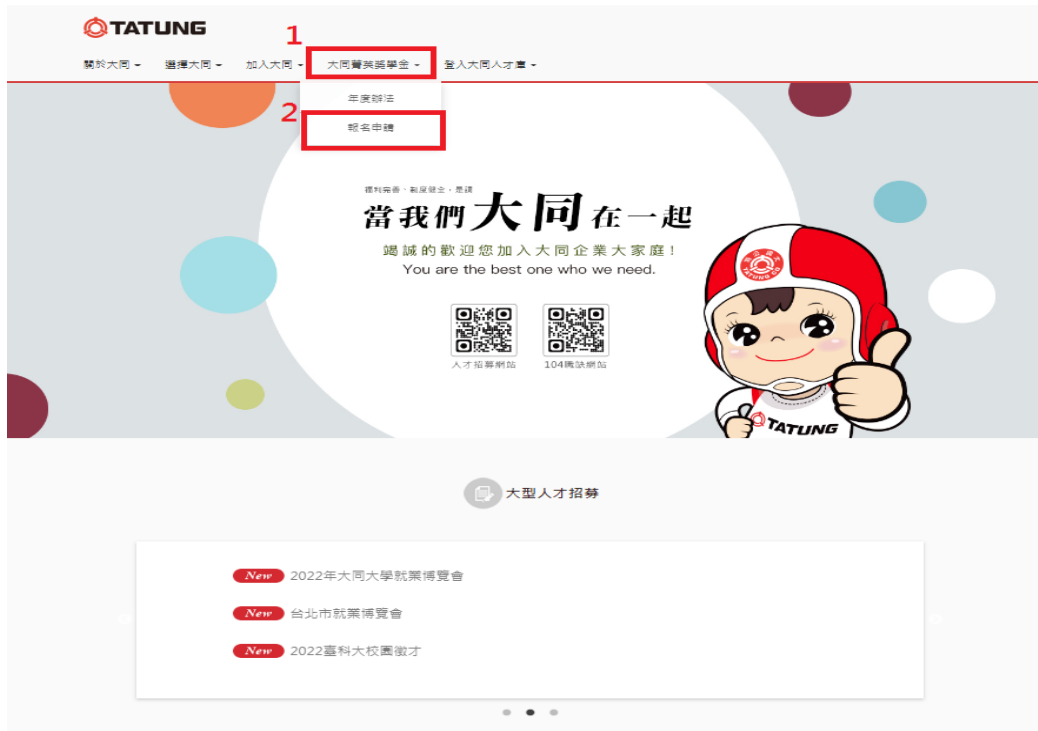 TATUNG
1
關於大同
選擇大同
加入大同
大同菁英獎學金
登入大同人才庫
年度辦法
2
報名申請
福利完善，制度健全，是請
當我們大同在一起
竭誠的歡迎您加入大同企業大家庭！
You are the best one who we need.
人才招募網站
104職缺網站
TATUNG CO
TATUNG
大型人才招募
New 2022年大同大學就業博覽會
New 台北市就業博覽會
New 2022臺科大校園徵才